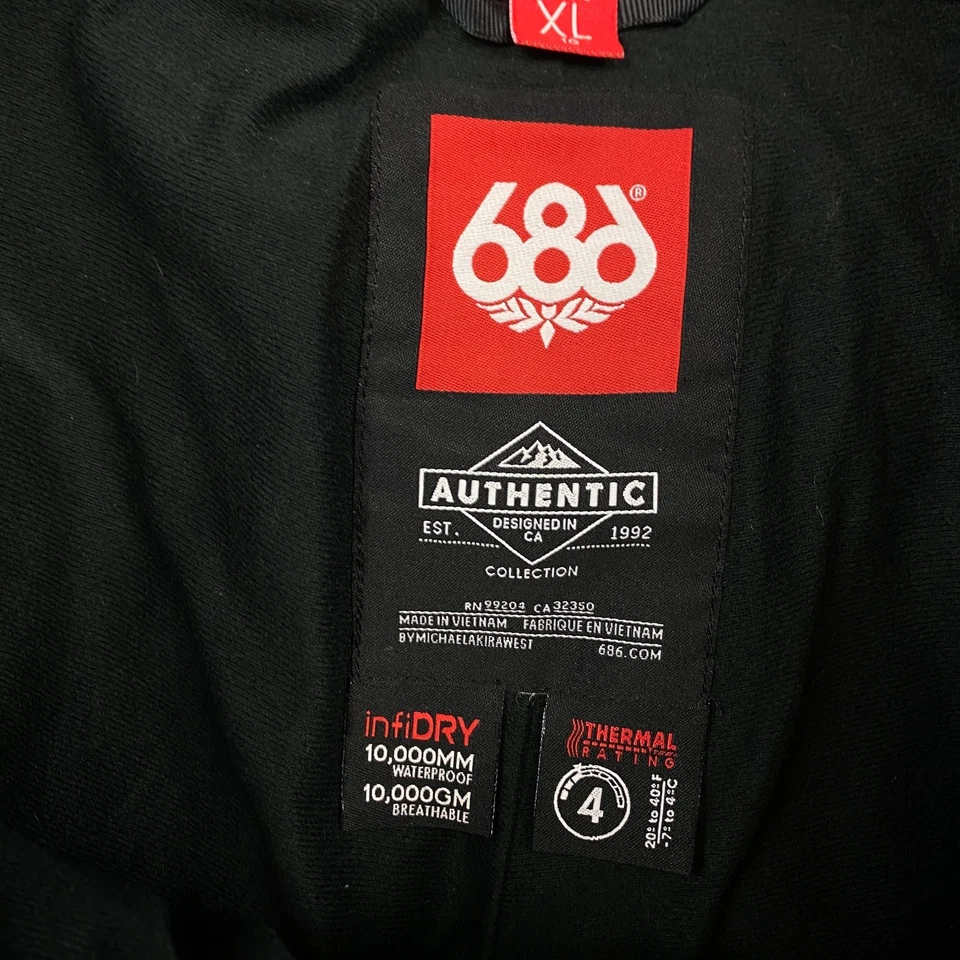 XL
686®
AUTHENTIC
EST. DESIGNED IN 1992
CA
COLLECTION
RN 99204 CA 32350
MADE IN VIETNAM FABRIQUE EN VIETNAM
BYMICHAELAKIRAWEST 686.COM
infiDRY
10,000MM
WATERPROOF
10,000GM
BREATHABLE
THERMAL
RATING
4
20° to 40°F
-7° to 4°C